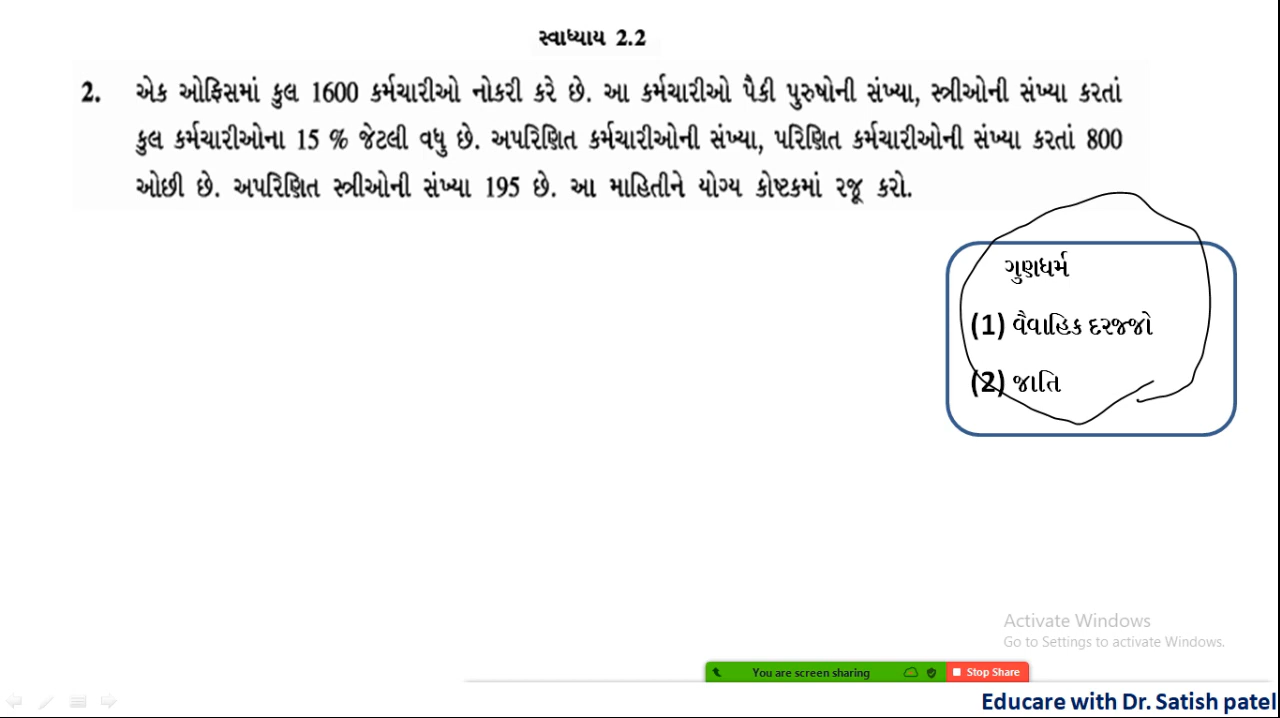 સ્વાધ્યાય 2.2
2. એક ઓફિસમાં કુલ 1600 કર્મચારીઓ નોકરી કરે છે. આ કર્મચારીઓ પૈકી પુરુષોની સંખ્યા, સ્ત્રીઓની સંખ્યા કરતાં
કુલ કર્મચારીઓના 15 % જેટલી વધુ છે. અપરિણિત કર્મચારીઓની સંખ્યા, પરિણિત કર્મચારીઓની સંખ્યા કરતાં 800
ઓછી છે. અપરિણિત સ્ત્રીઓની સંખ્યા 195 છે. આ માહિતીને યોગ્ય કોષ્ટકમાં રજૂ કરો.
ગુણધર્મ
(1) વૈવાહિક દરજ્જો
(2) જાતિ
Activate Windows
Go to Settings to activate Windows.
You are screen sharing Stop Share
Educare with Dr. Satish patel